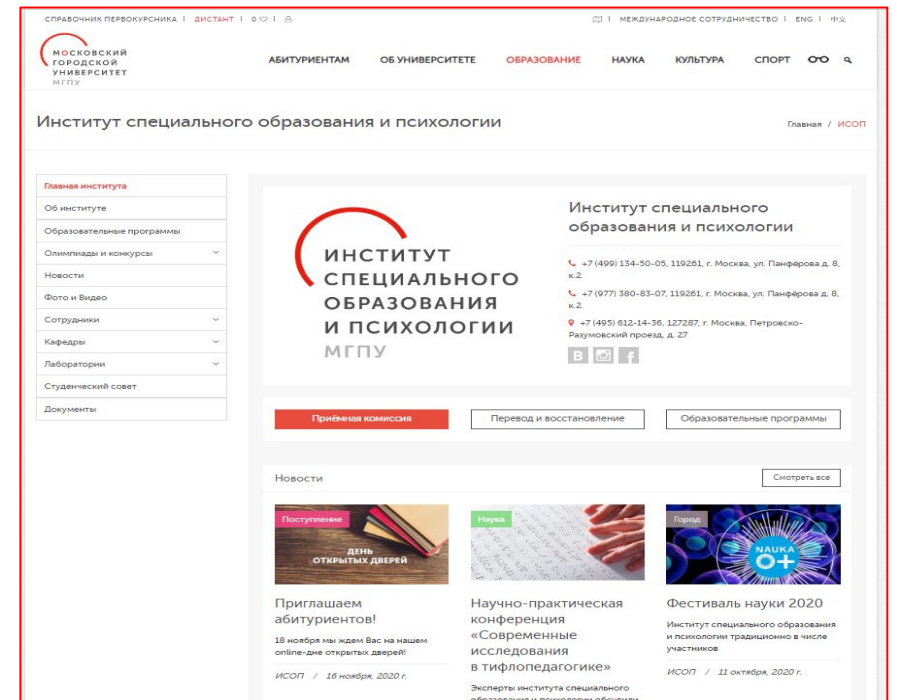 СПРАВОЧНИК ПЕРВОКУРСНИКА | ДИСТАНТ | 0 | МЕЖДУНАРОДНОЕ СОТРУДНИЧЕСТВО | ENG | 中文
МОСКОВСКИЙ
ГОРОДСКОЙ
УНИВЕРСИТЕТ
МГПУ
АБИТУРИЕНТАМ ОБ УНИВЕРСИТЕТЕ ОБРАЗОВАНИЕ НАУКА КУЛЬТУРА СПОРТ
Институт специального образования и психологии
Главная / ИСОП
Главная института
Об институте
Образовательные программы
Олимпиады и конкурсы
Новости
Фото и Видео
Сотрудники
Кафедры
Лаборатории
Студенческий совет
Документы
ИНСТИТУТ
СПЕЦИАЛЬНОГО
ОБРАЗОВАНИЯ
И ПСИХОЛОГИИ
МГПУ
Институт специального
образования и психологии
+7 (499) 134-50-05, 119261, г. Москва, ул. Панфёрова д. 8,
к.2
+7 (977) 380-83-07, 119261, г. Москва, ул. Панфёрова д. 8,
к.2
+7 (495) 612-14-36, 127287, г. Москва, Петровско-
Разумовский проезд, д. 27
Приёмная комиссия
Перевод и восстановление
Образовательные программы
Новости
Смотреть все
Поступление
ДЕНЬ
ОТКРЫТЫХ ДВЕРЕЙ
Приглашаем
абитуриентов!
18 ноября мы ждем Вас на нашем
online-дне открытых дверей!
ИСОП / 16 ноября, 2020 г.
Наука
Научно-практическая
конференция
«Современные
исследования
в тифлопедагогике»
Эксперты института специального
образования и психологии обсудили
Город
NAUKA
0+
Фестиваль науки 2020
Институт специального образования
и психологии традиционно в числе
участников
ИСОП / 11 октября, 2020 г.